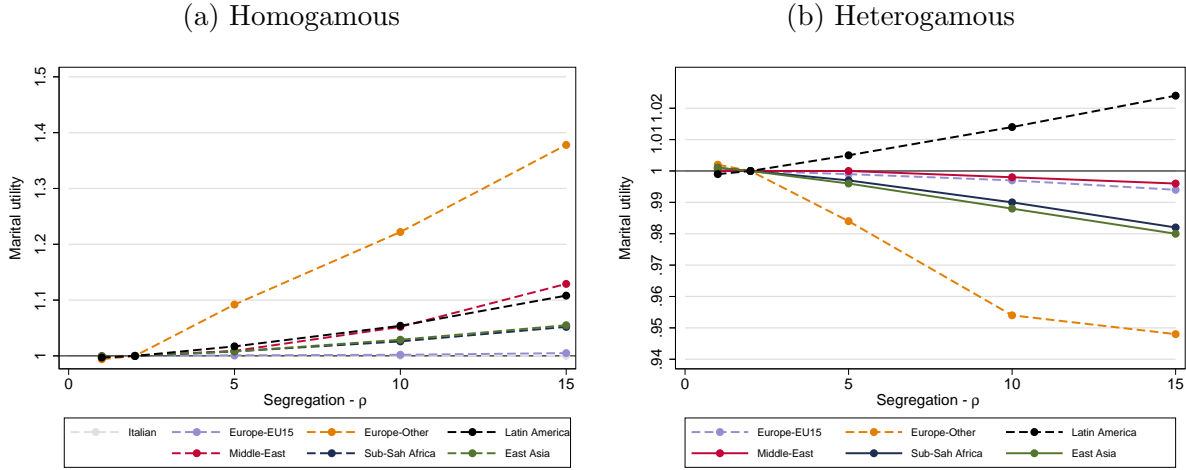 (a) Homogamous
(b) Heterogamous
Marital utility
1.5
1.4
1.3
1.2
1.1
1
0
5
10
15
Segregation - ρ
Italian
Europe-EU15
Europe-Other
Latin America
Middle-East
Sub-Sah Africa
East Asia
Marital utility
1.02
1.01
1
.99
.98
.97
.96
.95
.94
0
5
10
15
Segregation - ρ
Europe-EU15
Europe-Other
Latin America
Middle-East
Sub-Sah Africa
East Asia